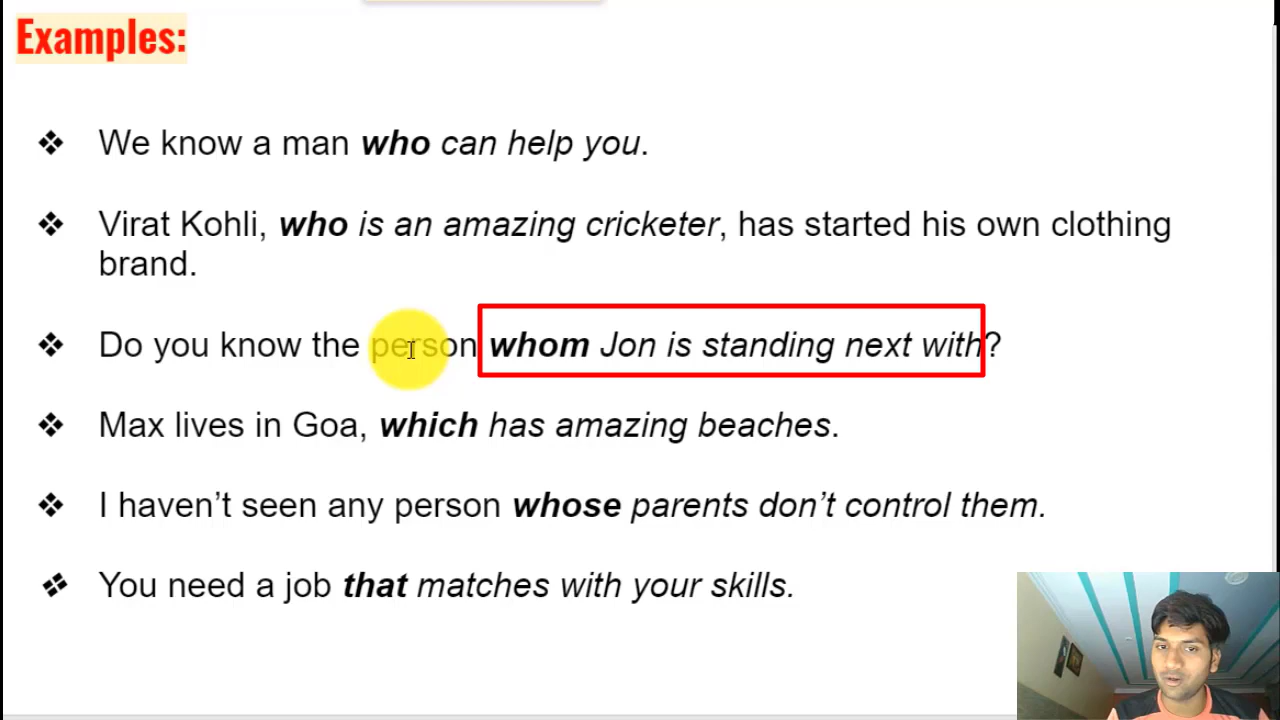 Examples:
❖ We know a man who can help you.
❖ Virat Kohli, who is an amazing cricketer, has started his own clothing
brand.
❖ Do you know the person whom Jon is standing next with?
❖ Max lives in Goa, which has amazing beaches.
❖ I haven’t seen any person whose parents don’t control them.
❖ You need a job that matches with your skills.